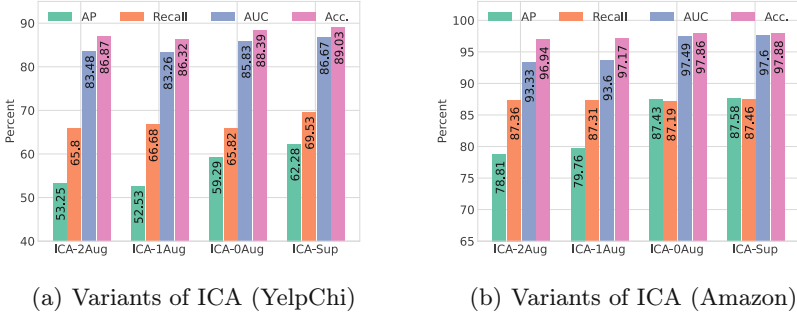 AP Recall AUC Acc.
Percent
90
80
70
60
50
40
53.25 65.8 83.48 86.87
52.53 66.68 83.26 86.32
59.29 65.82 85.83 88.39
62.28 69.53 86.67 89.03
ICA-2Aug ICA-1Aug ICA-0Aug ICA-Sup
(a) Variants of ICA (YelpChi)
AP Recall AUC Acc.
Percent
100
95
90
85
80
75
70
65
78.81 87.36 93.33 96.94
79.76 87.31 93.6 97.17
87.43 87.19 97.49 97.86
87.58 87.46 97.6 97.88
ICA-2Aug ICA-1Aug ICA-0Aug ICA-Sup
(b) Variants of ICA (Amazon)